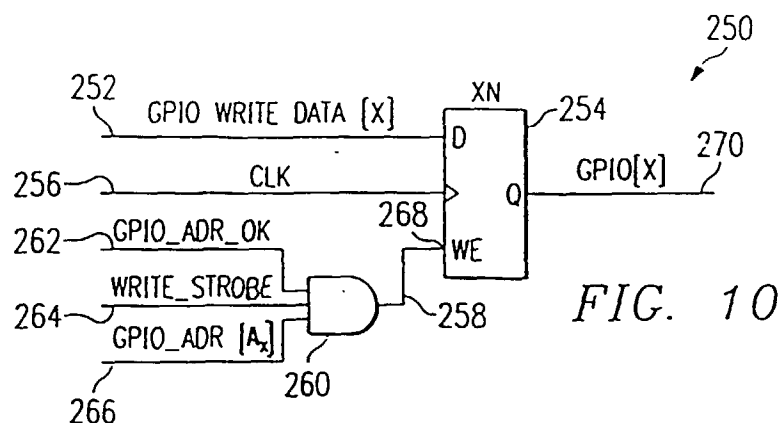 250
252
GPIO WRITE DATA [X]
XN
254
D
256
CLK
Q
GPIO[X]
270
262
GPIO_ADR_OK
268
WE
WRITE_STROBE
264
258
GPIO_ADR [Ax]
260
266
FIG. 10